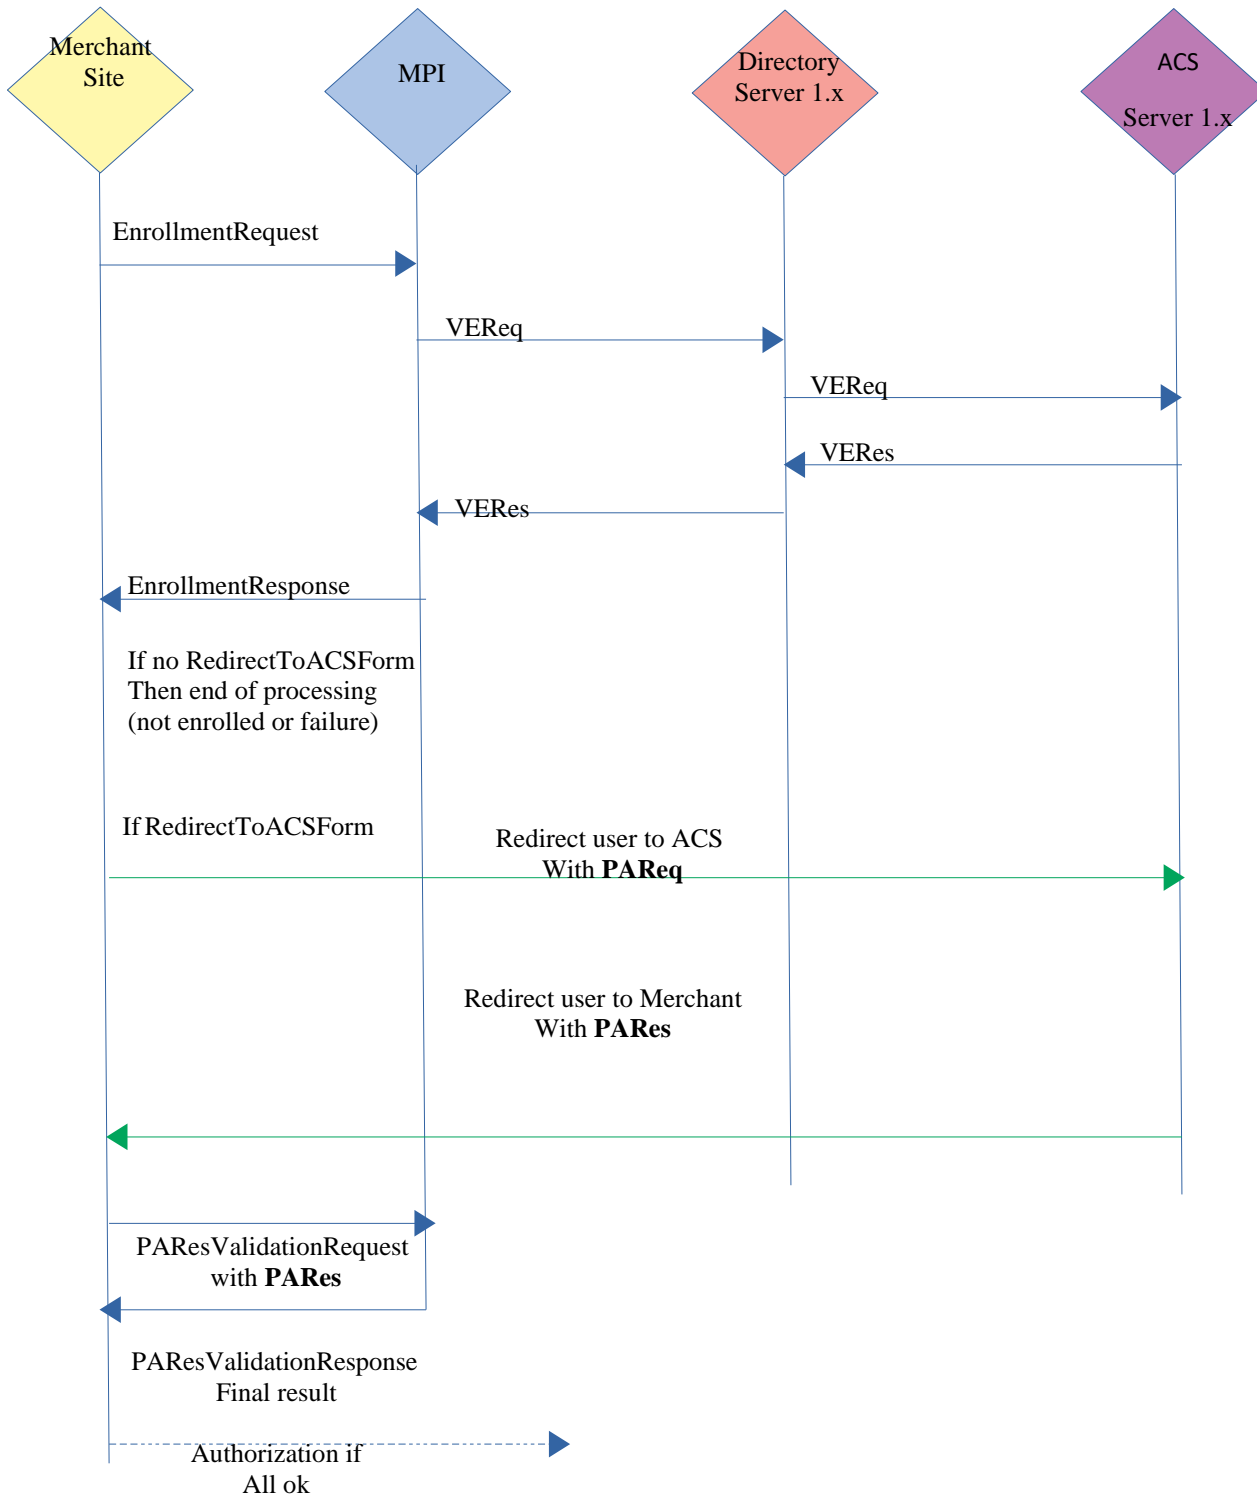 Merchant
Site
MPI
Directory
Server 1.x
ACS
Server 1.x
EnrollmentRequest
VEReq
VEReq
VERes
VERes
EnrollmentResponse
If no RedirectToACSForm
Then end of processing
(not enrolled or failure)
If RedirectToACSForm
Redirect user to ACS
With PAReq
Redirect user to Merchant
With PARes
PAResValidationRequest
with PARes
PAResValidationResponse
Final result
Authorization if
All ok